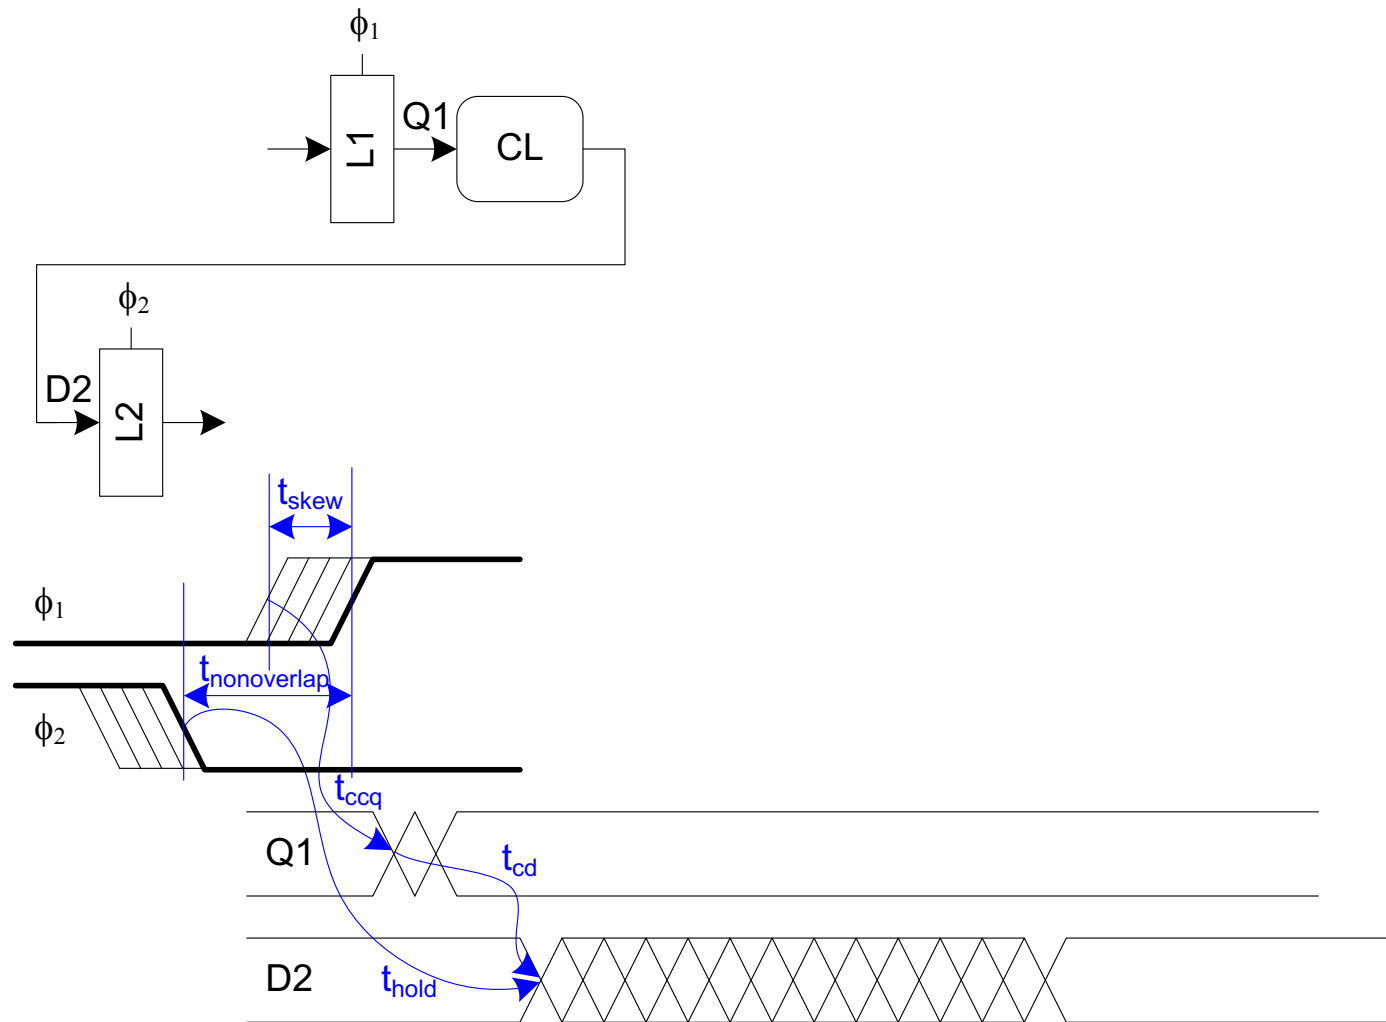 ϕ₁
L1
Q1
CL
ϕ₂
D2
L2
tskew
ϕ₁
tnonoverlap
ϕ₂
tccq
Q1
tcd
D2
thold